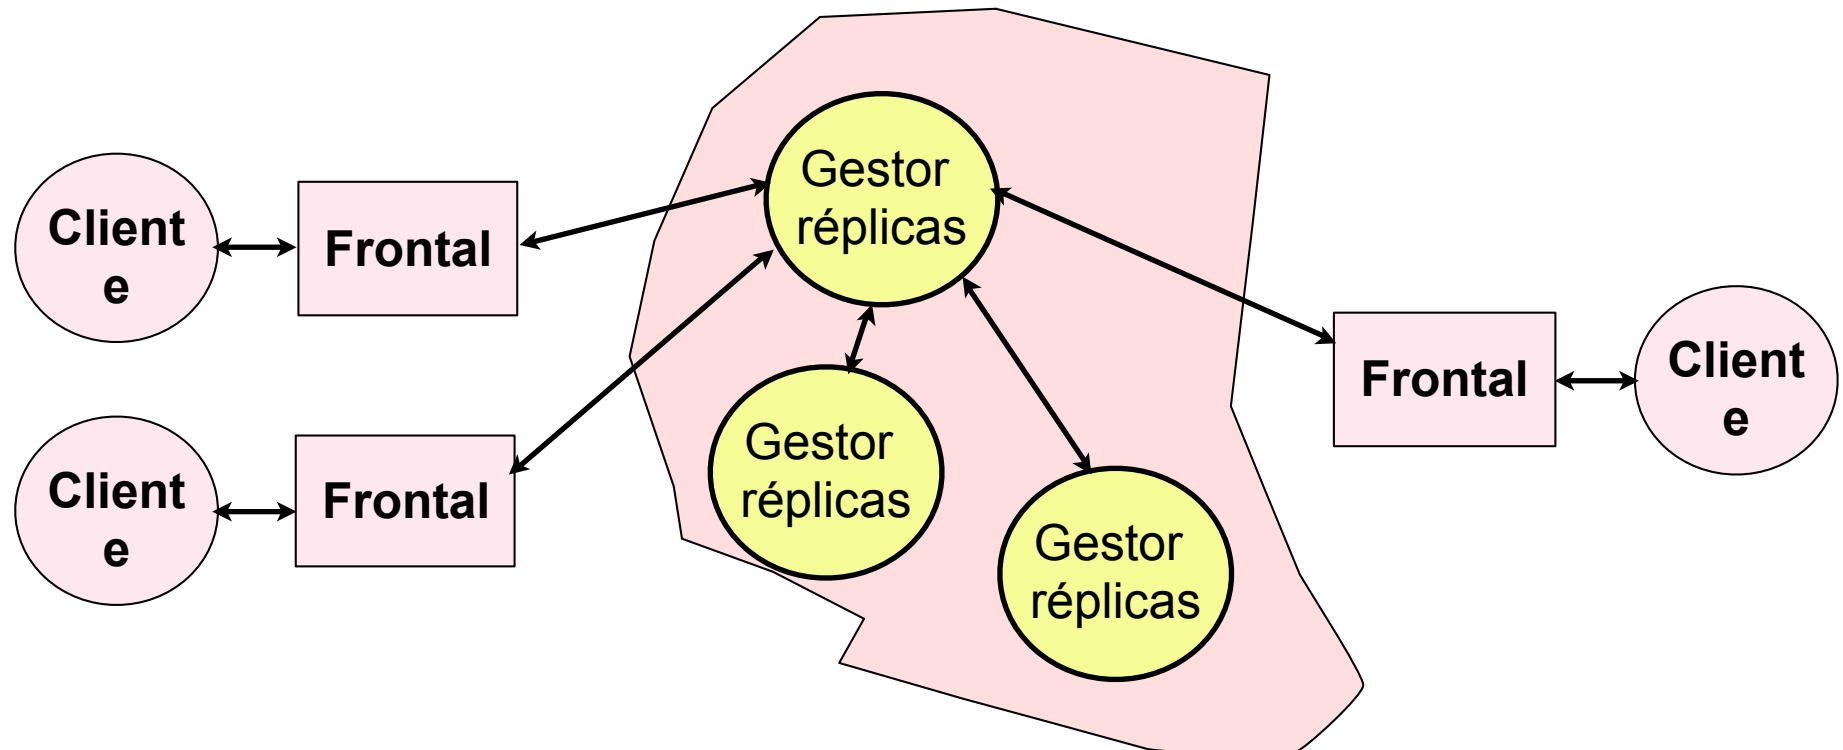 Client
e
Frontal
Gestor
réplicas
Client
e
Frontal
Gestor
réplicas
Gestor
réplicas
Frontal
Client
e